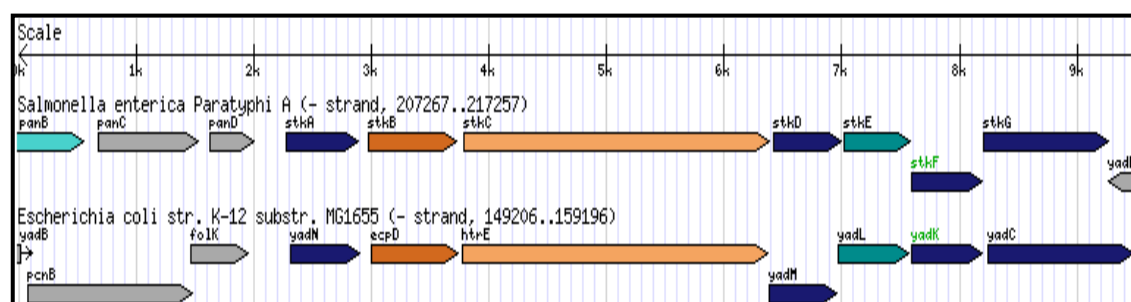 Scale
0k 1k 2k 3k 4k 5k 6k 7k 8k 9k
Salmonella enterica Paratyphi A (- strand, 207267..217257)
panB panC panD stkA stkB stkC stkD stkE stkG
stkF
Escherichia coli str. K-12 substr. MG1655 (- strand, 149206..159196)
yadB folK yadN ecpD htrE yadL yadK yadC
pcnB yadM